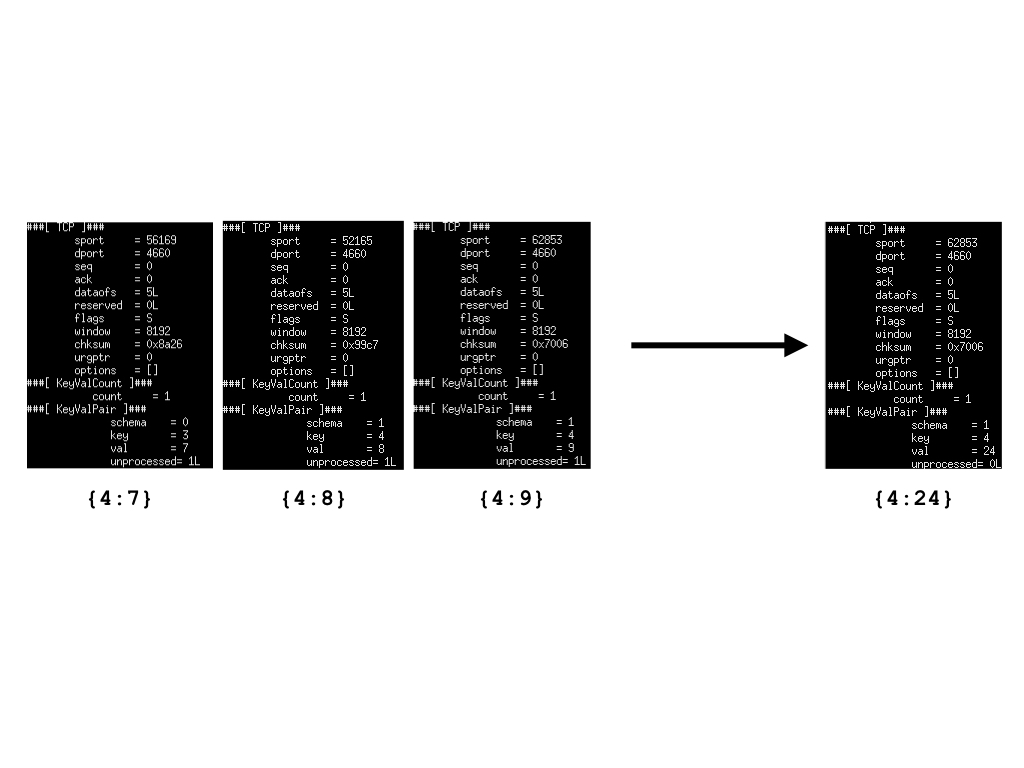 ###[ TCP ]###
sport = 56169
dport = 4660
seq = 0
ack = 0
dataofs = 5L
reserved = 0L
flags = S
window = 8192
chksum = 0x8a26
urgptr = 0
options = []
###[ KeyValCount ]###
count = 1
###[ KeyValPair ]###
schema = 0
key = 3
val = 7
unprocessed= 1L
{4:7}
###[ TCP ]###
sport = 52165
dport = 4660
seq = 0
ack = 0
dataofs = 5L
reserved = 0L
flags = S
window = 8192
chksum = 0x99c7
urgptr = 0
options = []
###[ KeyValCount ]###
count = 1
###[ KeyValPair ]###
schema = 1
key = 4
val = 8
unprocessed= 1L
{4:8}
###[ TCP ]###
sport = 62853
dport = 4660
seq = 0
ack = 0
dataofs = 5L
reserved = 0L
flags = S
window = 8192
chksum = 0x7006
urgptr = 0
options = []
###[ KeyValCount ]###
count = 1
###[ KeyValPair ]###
schema = 1
key = 4
val = 9
unprocessed= 1L
{4:9}
###[ TCP ]###
sport = 62853
dport = 4660
seq = 0
ack = 0
dataofs = 5L
reserved = 0L
flags = S
window = 8192
chksum = 0x7006
urgptr = 0
options = []
###[ KeyValCount ]###
count = 1
###[ KeyValPair ]###
schema = 1
key = 4
val = 24
unprocessed= 0L
{4:24}